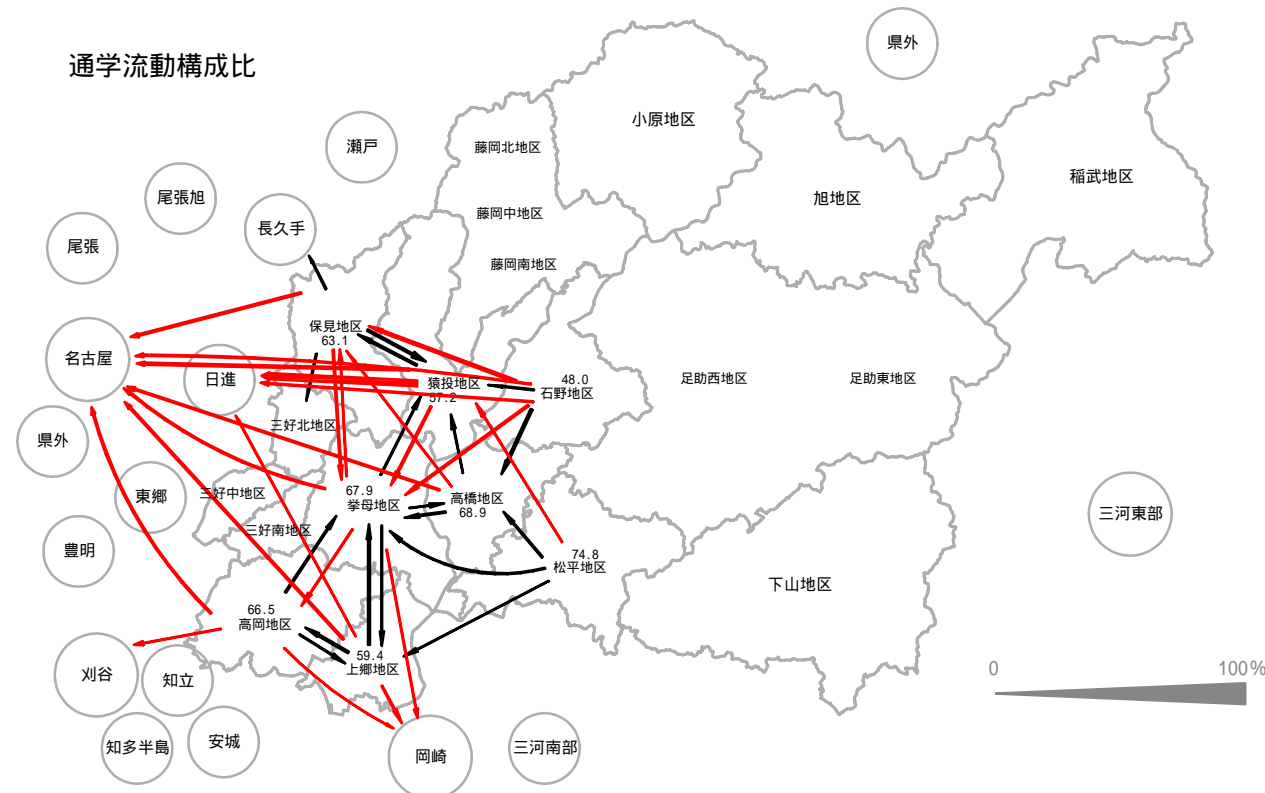 通学流動構成比
県外
小原地区
瀬戸
藤岡北地区
稲武地区
尾張旭
旭地区
藤岡中地区
長久手
尾張
藤岡南地区
保見地区
63.1
名古屋
日進
猿投地区
57.2
48.0
石野地区
足助西地区
足助東地区
三好北地区
県外
東郷
三好中地区
67.9
挙母地区
高橋地区
68.9
三河東部
三好南地区
豊明
74.8
松平地区
下山地区
66.5
高岡地区
59.4
上郷地区
刈谷
知立
0
100%
知多半島
安城
岡崎
三河南部